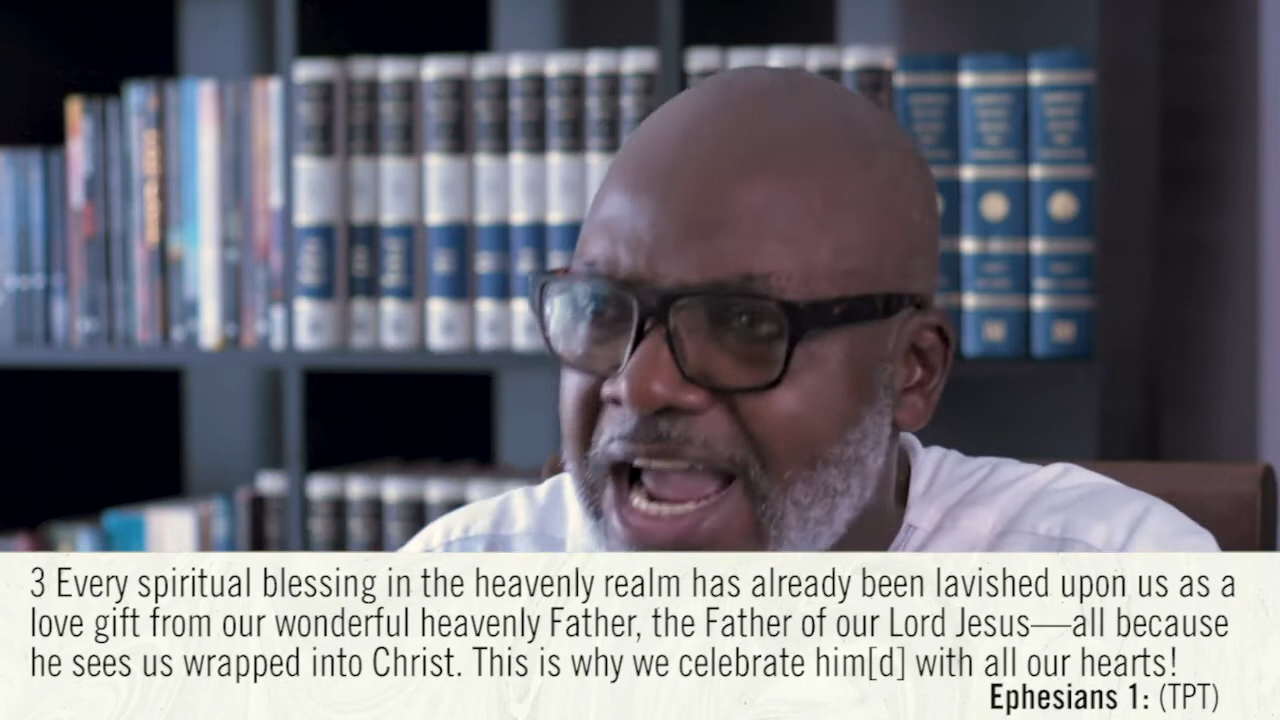 3 Every spiritual blessing in the heavenly realm has already been lavished upon us as a
love gift from our wonderful heavenly Father, the Father of our Lord Jesus—all because
he sees us wrapped into Christ. This is why we celebrate him[d] with all our hearts!
Ephesians 1: (TPT)